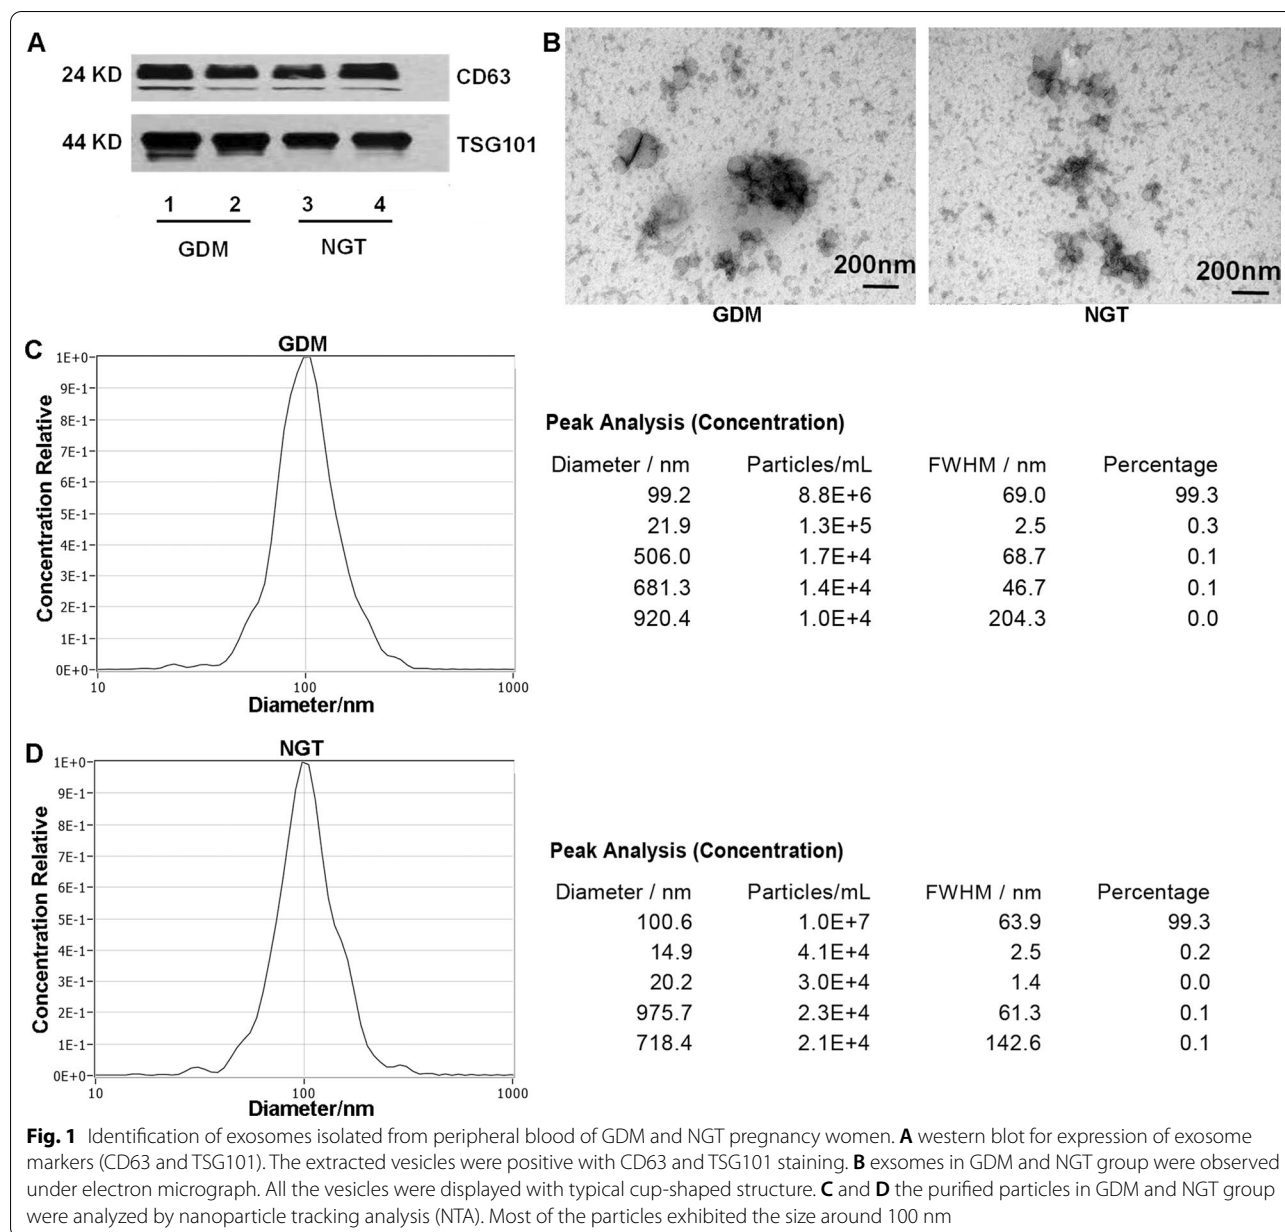 A
24 KD
CD63
44 KD
TSG101
1 2 3 4
GDM NGT
B
200nm
200nm
GDM
NGT
C
GDM
Concentration Relative
1E+0
9E-1
8E-1
7E-1
6E-1
5E-1
4E-1
3E-1
2E-1
1E-1
0E+0
10 100 1000
Diameter/nm
Peak Analysis (Concentration)
Diameter / nm Particles/mL FWHM / nm Percentage
99.2 8.8E+6 69.0 99.3
21.9 1.3E+5 2.5 0.3
506.0 1.7E+4 68.7 0.1
681.3 1.4E+4 46.7 0.1
920.4 1.0E+4 204.3 0.0
D
NGT
Concentration Relative
1E+0
9E-1
8E-1
7E-1
6E-1
5E-1
4E-1
3E-1
2E-1
1E-1
0E+0
10 100 1000
Diameter/nm
Peak Analysis (Concentration)
Diameter / nm Particles/mL FWHM / nm Percentage
100.6 1.0E+7 63.9 99.3
14.9 4.1E+4 2.5 0.2
20.2 3.0E+4 1.4 0.0
975.7 2.3E+4 61.3 0.1
718.4 2.1E+4 142.6 0.1
Fig. 1 Identification of exosomes isolated from peripheral blood of GDM and NGT pregnancy women. A western blot for expression of exosome
markers (CD63 and TSG101). The extracted vesicles were positive with CD63 and TSG101 staining. B exsomes in GDM and NGT group were observed
under electron micrograph. All the vesicles were displayed with typical cup-shaped structure. C and D the purified particles in GDM and NGT group
were analyzed by nanoparticle tracking analysis (NTA). Most of the particles exhibited the size around 100 nm